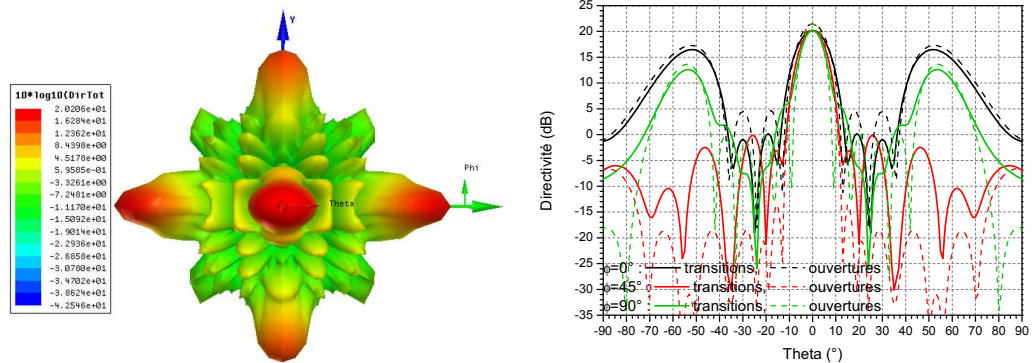 10*log10(DirTot
2.0206e+01
1.6284e+01
1.2362e+01
8.4398e+00
4.5178e+00
5.9585e-01
-3.3261e+00
-7.2481e+00
-1.1170e+01
-1.5092e+01
-1.9014e+01
-2.2936e+01
-2.6858e+01
-3.0780e+01
-3.4702e+01
-3.8624e+01
-4.2546e+01
Y
Phi
Theta
Directivité (dB)
25
20
15
10
5
0
-5
-10
-15
-20
-25
-30
-35
ϕ=0° : transitions, ouvertures
ϕ=45° : transitions, ouvertures
ϕ=90° : transitions, ouvertures
-90 -80 -70 -60 -50 -40 -30 -20 -10 0 10 20 30 40 50 60 70 80 90
Theta (°)